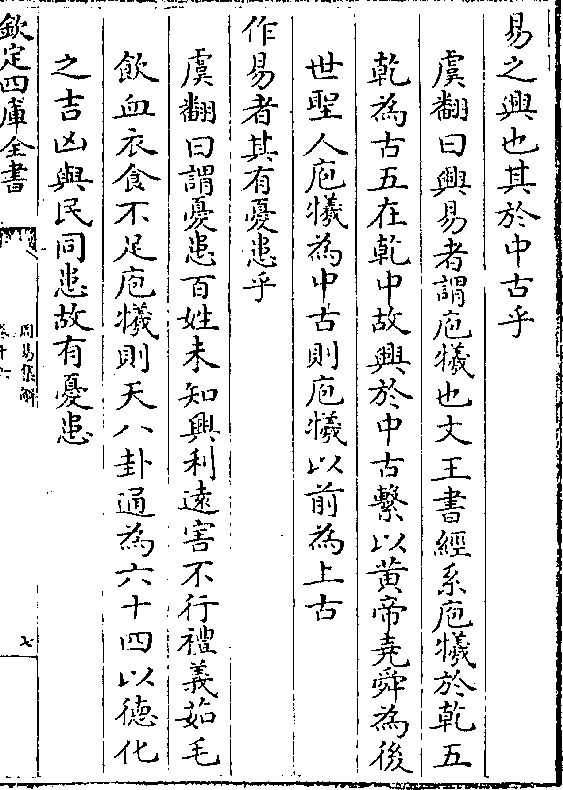 易之興也其於中古乎
虞翻曰興易者謂庖犧也文王書經系庖犧於乾五
乾為古五在乾中故興於中古繫以黄帝堯舜為後
世聖人庖犧為中古則庖犧以前為上古
作易者其有憂患乎
虞翻曰謂憂患百姓未知興利逺害不行禮義茹毛
飲血衣食不足庖犧則天八卦通為六十四以德化
之吉凶與民同患故有憂患
欽定四庫全書
周易集解
七